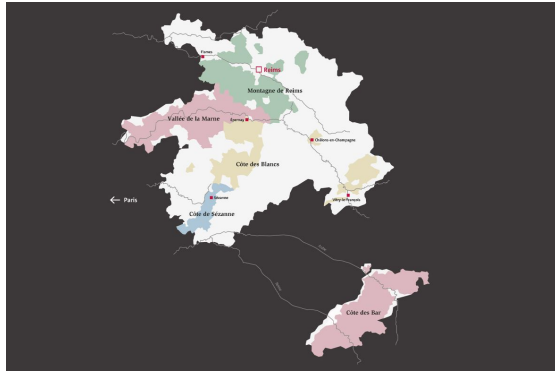 Fismes
Reims
Montagne de Reims
Vallée de la Marne
Epernay
Châlons-en-Champagne
Côte des Blancs
Vitry-le-François
← Paris
Sézanne
Côte de Sézanne
Côte des Bar